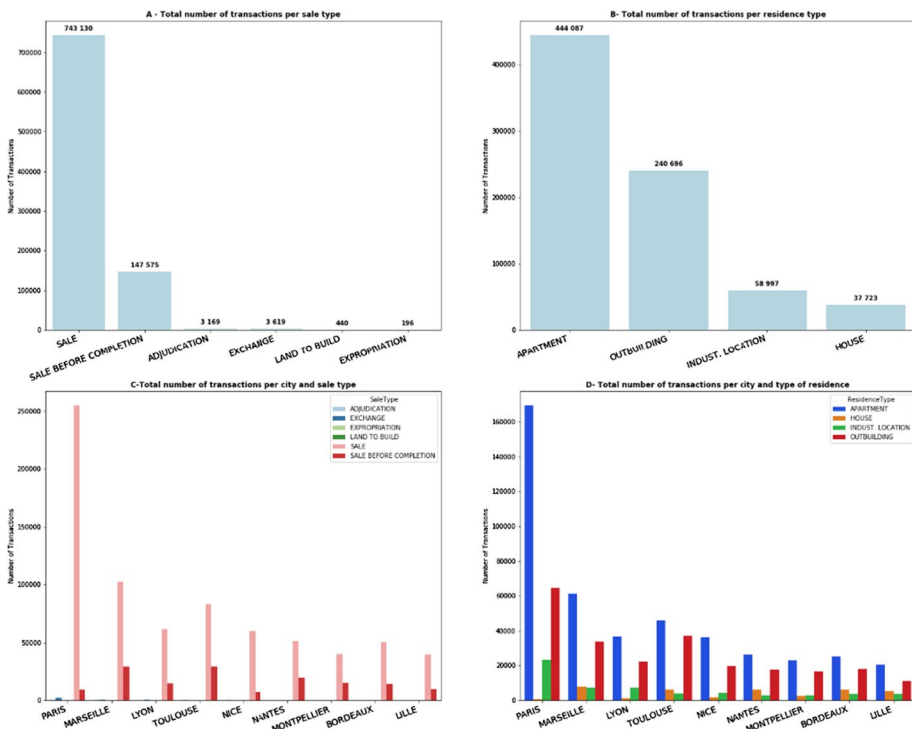 A - Total number of transactions per sale type
743 130
700000
600000
500000
400000
300000
200000
100000
0
Number of Transactions
147 575
3 169
3 619
440
196
SALE
SALE BEFORE COMPLETION
ADJUDICATION
EXCHANGE
LAND TO BUILD
EXPROPRIATION
B- Total number of transactions per residence type
444 087
400000
300000
200000
100000
0
Number of Transactions
240 696
58 997
37 723
APARTMENT
OUTBUILDING
INDUST. LOCATION
HOUSE
C-Total number of transactions per city and sale type
250000
200000
150000
100000
50000
0
Number of Transactions
SaleType
ADJUDICATION
EXCHANGE
EXPROPRIATION
LAND TO BUILD
SALE
SALE BEFORE COMPLETION
PARIS
MARSEILLE
LYON
TOULOUSE
NICE
NANTES
MONTPELLIER
BORDEAUX
LILLE
D- Total number of transactions per city and type of residence
160000
140000
120000
100000
80000
60000
40000
20000
0
Number of Transactions
ResidenceType
APARTMENT
HOUSE
INDUST. LOCATION
OUTBUILDING
PARIS
MARSEILLE
LYON
TOULOUSE
NICE
NANTES
MONTPELLIER
BORDEAUX
LILLE